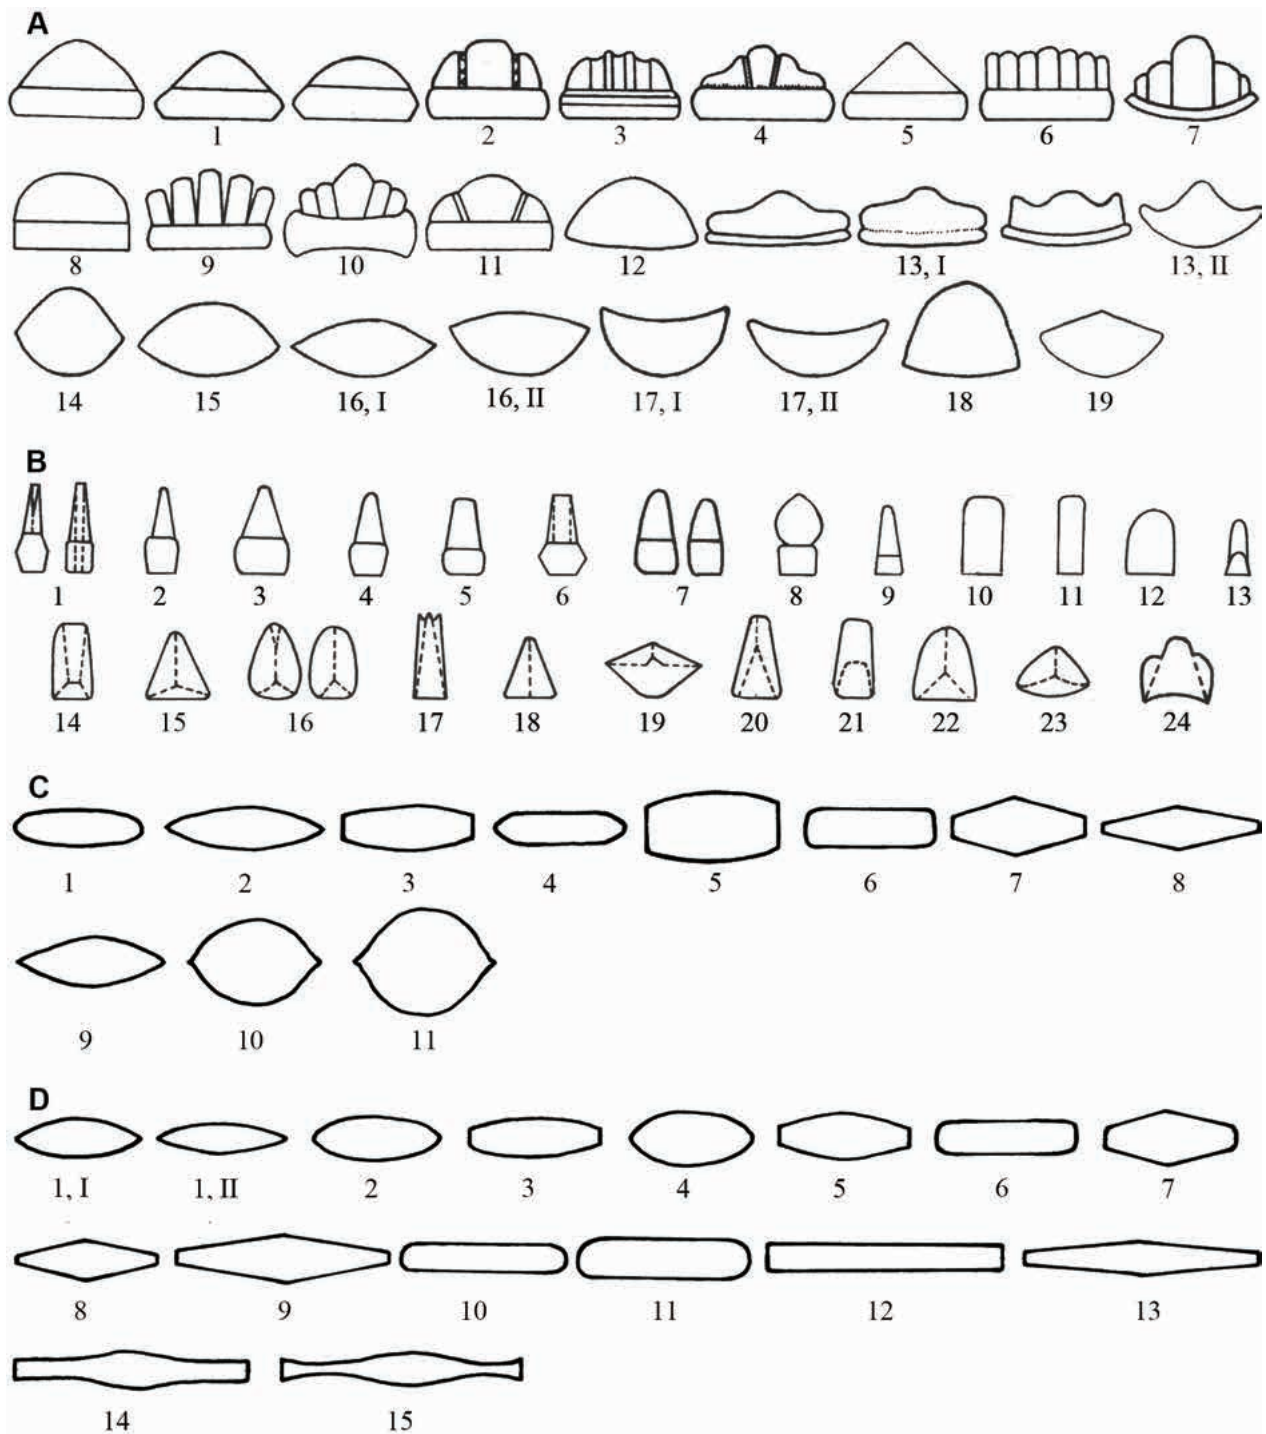 A
1 2 3 4 5 6 7
8 9 10 11 12 13, I 13, II
14 15 16, I 16, II 17, I 17, II 18 19
B
1 2 3 4 5 6 7 8 9 10 11 12 13
14 15 16 17 18 19 20 21 22 23 24
C
1 2 3 4 5 6 7 8
9 10 11
D
1, I 1, II 2 3 4 5 6 7
8 9 10 11 12 13
14 15